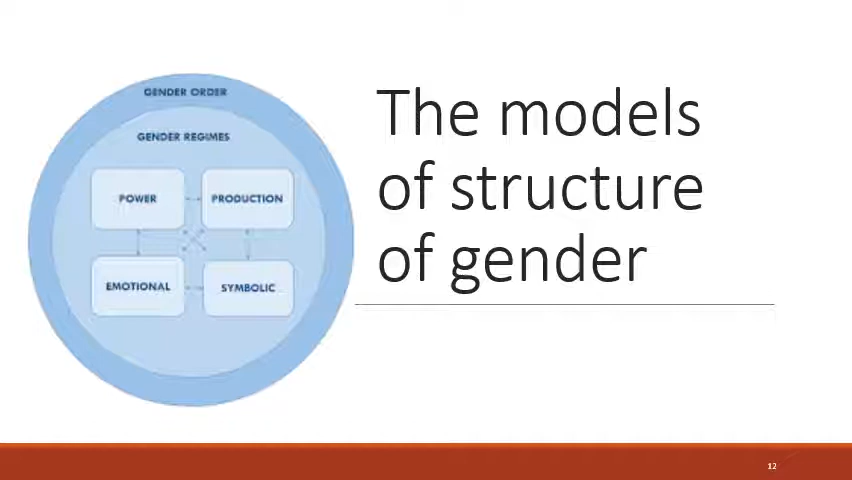 GENDER ORDER
GENDER REGIMES
POWER
PRODUCTION
EMOTIONAL
SYMBOLIC
The models
of structure
of gender
12